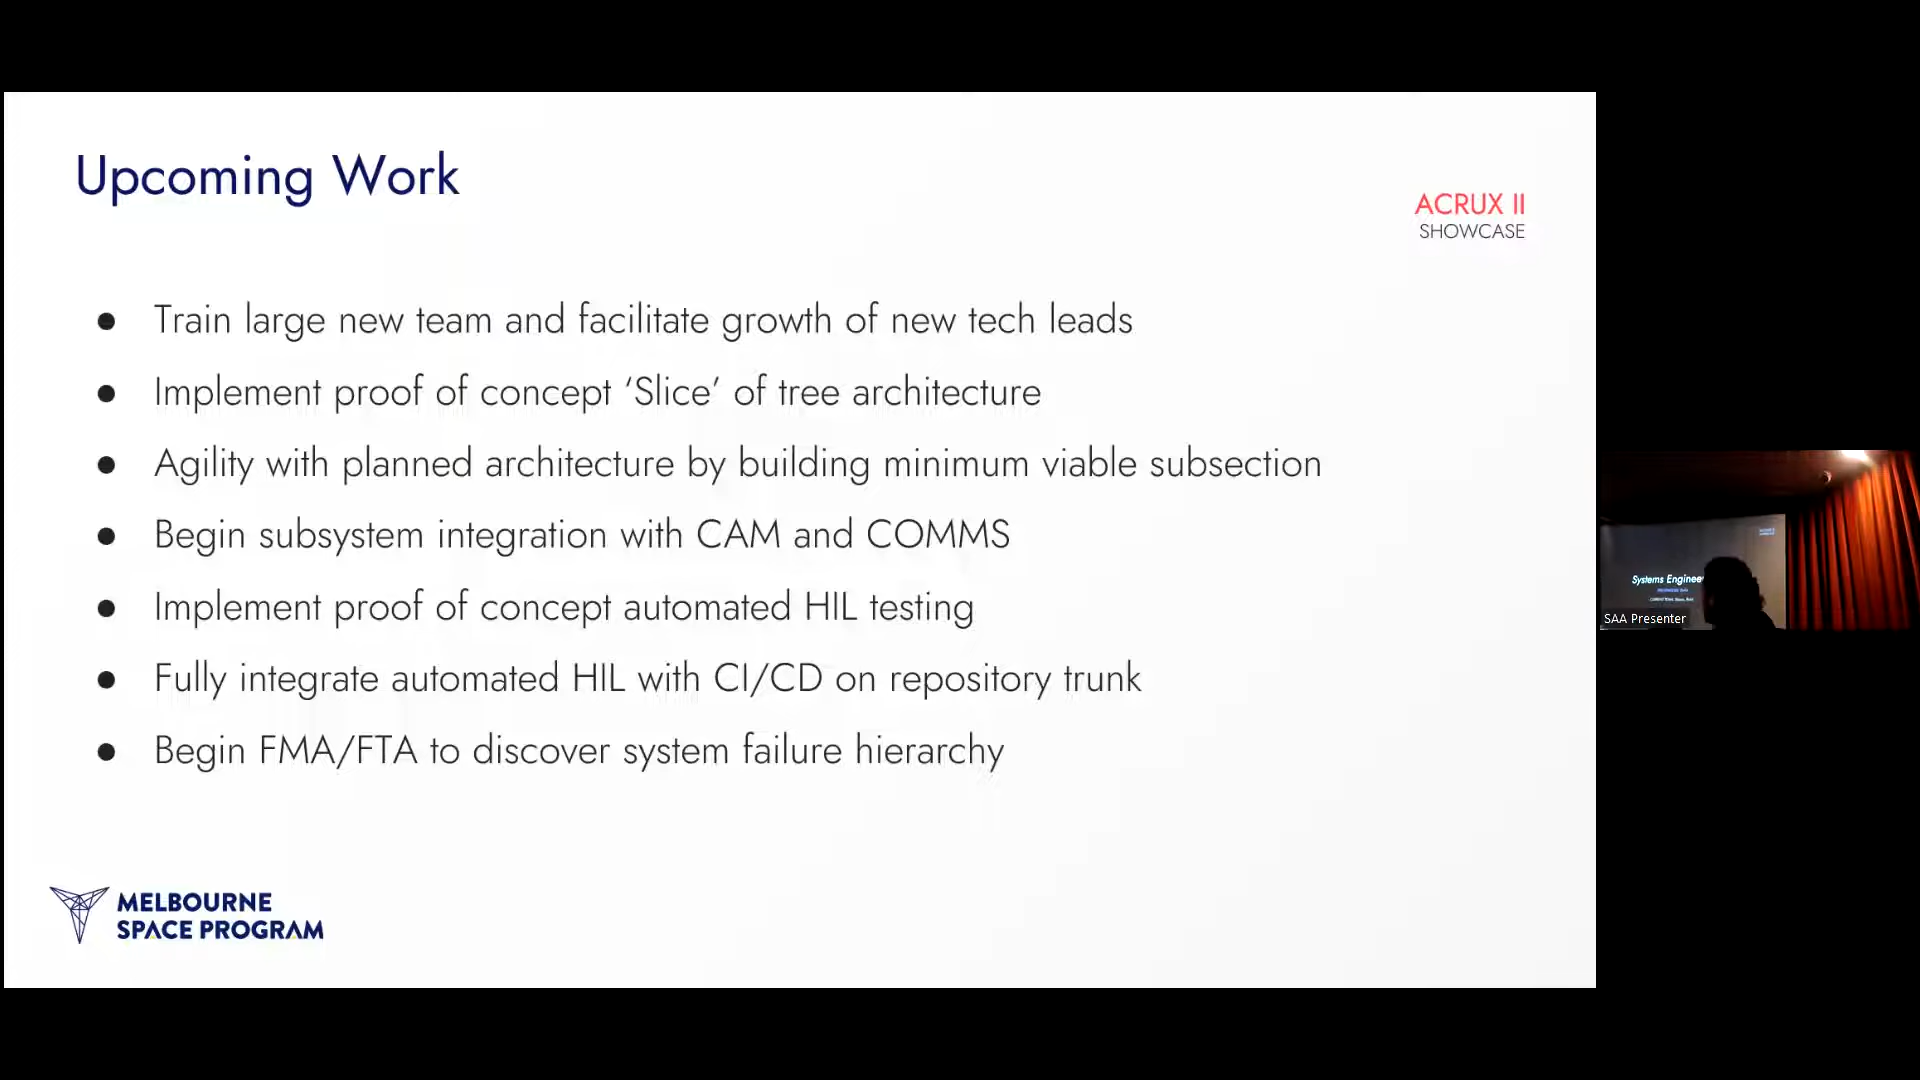 Upcoming Work
ACRUX II
SHOWCASE
● Train large new team and facilitate growth of new tech leads
● Implement proof of concept ‘Slice’ of tree architecture
● Agility with planned architecture by building minimum viable subsection
● Begin subsystem integration with CAM and COMMS
● Implement proof of concept automated HIL testing
● Fully integrate automated HIL with CI/CD on repository trunk
● Begin FMA/FTA to discover system failure hierarchy
MELBOURNE
SPACE PROGRAM
Systems Enginee
SAA Presenter